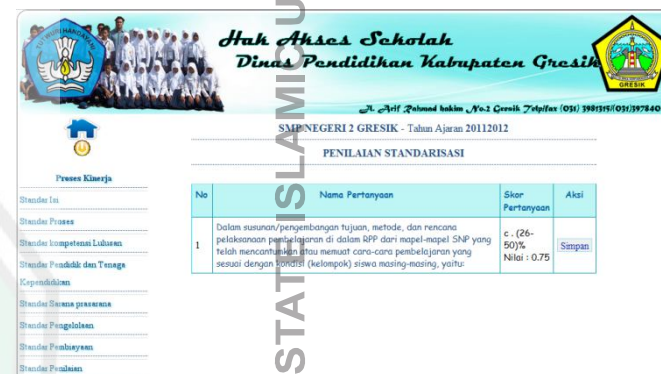 Hak Akses Sekolah
Dinas Pendidikan Kabupaten Gresik
TUT WURI HANDAYANI
GRESIK
Jl. Arif Rahmad hakim No.2 Gresik Telp/fax (031) 3981315/(031)397840
SMP NEGERI 2 GRESIK - Tahun Ajaran 20112012
PENILAIAN STANDARISASI
Proses Kinerja
Standar Isi
Standar Proses
Standar kompetensi Lulusan
Standar Pendidik dan Tenaga
Kependidikan
Standar Sarana prasarana
Standar Pengelolaan
Standar Pembiayaan
Standar Penilaian
No Nama Pertanyaan Skor Pertanyaan Aksi
1 Dalam susunan/pengembangan tujuan, metode, dan rencana
pelaksanaan pembelajaran di dalam RPP dari mapel-mapel SNP yang
telah mencantumkan atau memuat cara-cara pembelajaran yang
sesuai dengan kondisi (kelompok) siswa masing-masing, yaitu:
c . (26-
50)%
Nilai : 0.75
Simpan
STATE ISLAMIC U